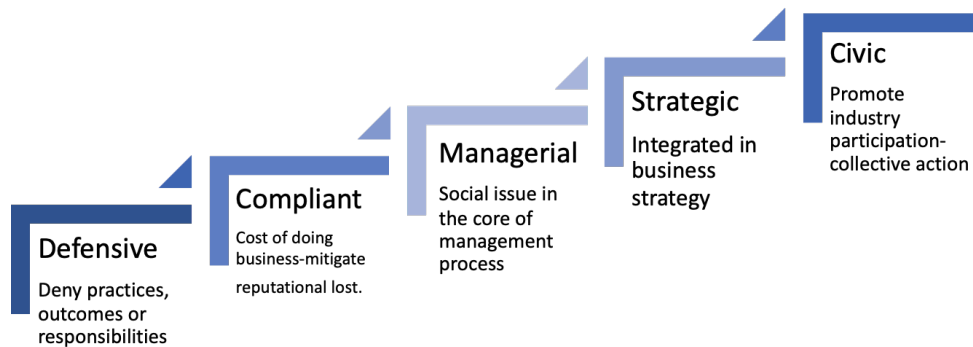 Defensive
Deny practices,
outcomes or
responsibilities
Compliant
Cost of doing
business-mitigate
reputational lost.
Managerial
Social issue in
the core of
management
process
Strategic
Integrated in
business
strategy
Civic
Promote
industry
participation-
collective action